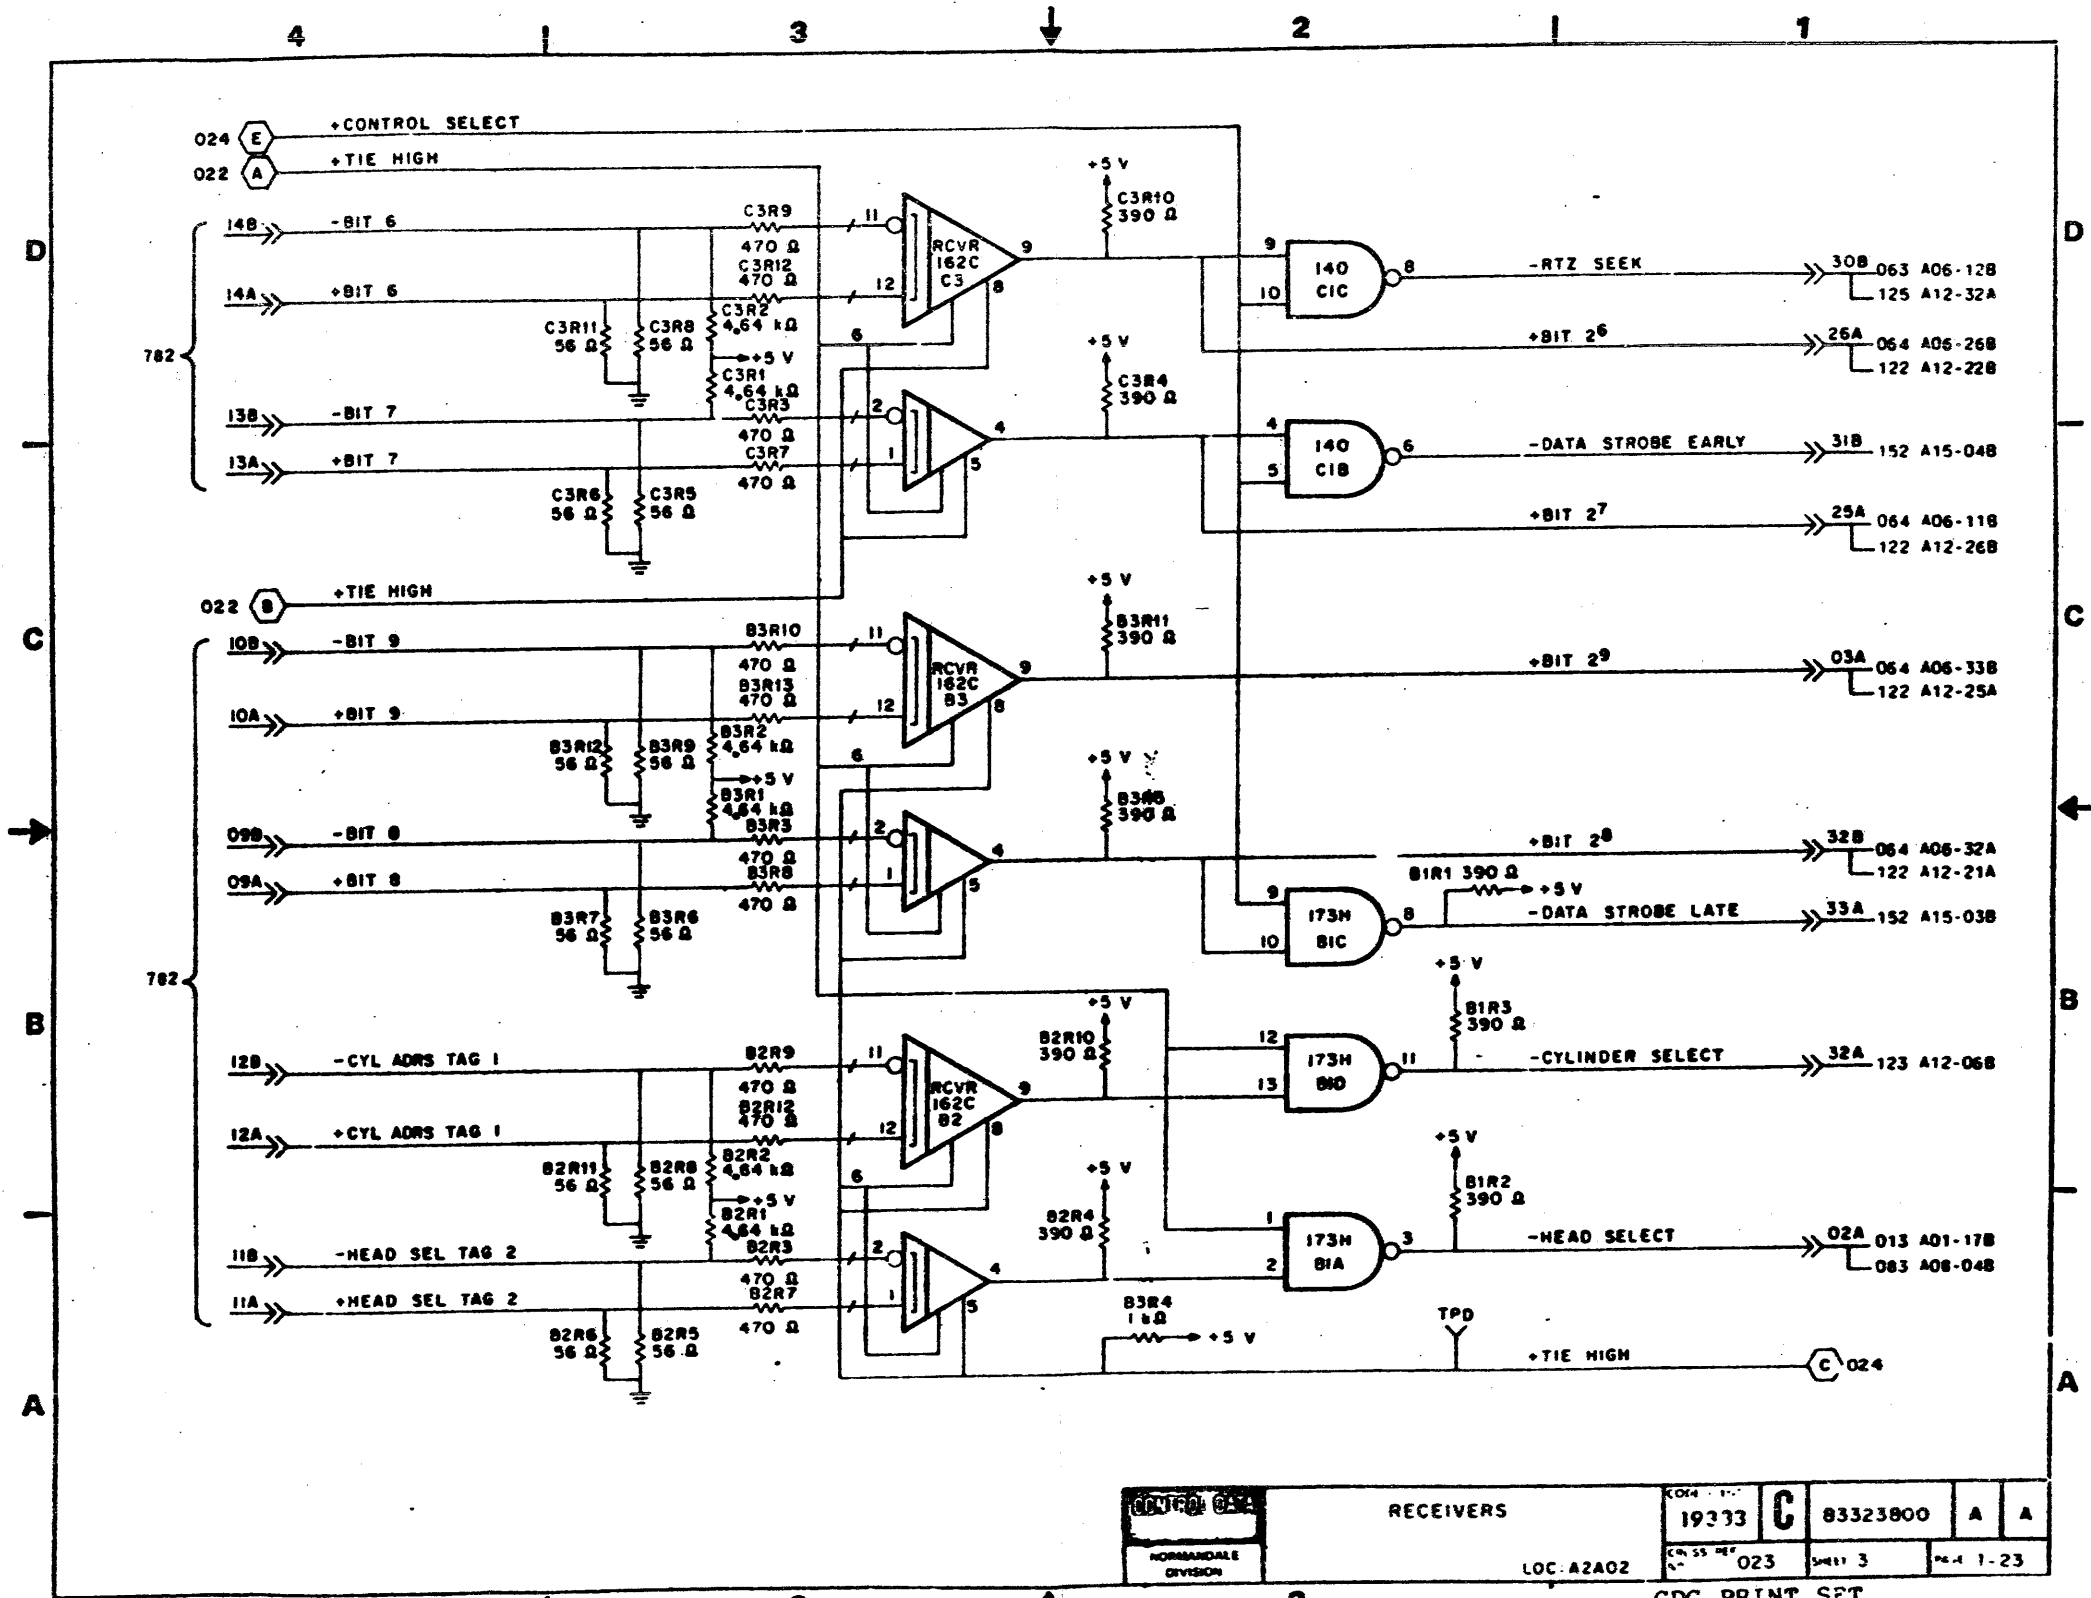 4 3 2 1
024 E +CONTROL SELECT
022 A +TIE HIGH
D
D
782
14B -BIT 6
C3R9
470 Ω
14A +BIT 6
C3R12
470 Ω
C3R11
56 Ω
C3R8
56 Ω
C3R2
4.64 kΩ
+5 V
C3R1
4.64 kΩ
11
12
RCVR
162C
C3
9
8
6
+5 V
C3R10
390 Ω
9
10
140
C1C
8
-RTZ SEEK
30B 063 A06-12B
125 A12-32A
+BIT 2⁶
26A 064 A06-26B
122 A12-22B
13B -BIT 7
C3R3
470 Ω
13A +BIT 7
C3R7
470 Ω
C3R6
56 Ω
C3R5
56 Ω
2
1
4
5
+5 V
C3R4
390 Ω
4
5
140
C1B
6
-DATA STROBE EARLY
31B 152 A15-04B
+BIT 2⁷
25A 064 A06-11B
122 A12-26B
022 B +TIE HIGH
C
C
782
10B -BIT 9
B3R10
470 Ω
10A +BIT 9
B3R13
470 Ω
B3R12
56 Ω
B3R9
56 Ω
B3R2
4.64 kΩ
+5 V
B3R1
4.64 kΩ
11
12
RCVR
162C
B3
9
8
6
+5 V
B3R11
390 Ω
+BIT 2⁹
03A 064 A06-33B
122 A12-25A
09B -BIT 8
B3R3
470 Ω
09A +BIT 8
B3R8
470 Ω
B3R7
56 Ω
B3R6
56 Ω
2
1
4
5
+5 V
390 Ω
+BIT 2⁸
32B 064 A06-32A
122 A12-21A
B1R1 390 Ω
+5 V
9
10
173H
B1C
8
-DATA STROBE LATE
33A 152 A15-03B
B
B
12B -CYL ADRS TAG 1
B2R9
470 Ω
12A +CYL ADRS TAG 1
B2R12
470 Ω
B2R11
56 Ω
B2R8
56 Ω
B2R2
4.64 kΩ
+5 V
B2R1
4.64 kΩ
11
12
RCVR
162C
B2
9
8
6
+5 V
B2R10
390 Ω
12
13
173H
B1D
11
+5 V
B1R3
390 Ω
-CYLINDER SELECT
32A 123 A12-06B
11B -HEAD SEL TAG 2
B2R3
470 Ω
11A +HEAD SEL TAG 2
B2R7
470 Ω
B2R6
56 Ω
B2R5
56 Ω
2
1
4
5
+5 V
B2R4
390 Ω
1
2
173H
B1A
3
+5 V
B1R2
390 Ω
-HEAD SELECT
02A 013 A01-17B
083 A08-04B
B3R4
1 kΩ
+5 V
TPD
+TIE HIGH
C 024
A
A
CONTROL DATA
NORMANDALE
DIVISION
RECEIVERS
LOC: A2A02
19333 C 83323800 A A
023 SHEET 3 1-23
CDC PRINT SET